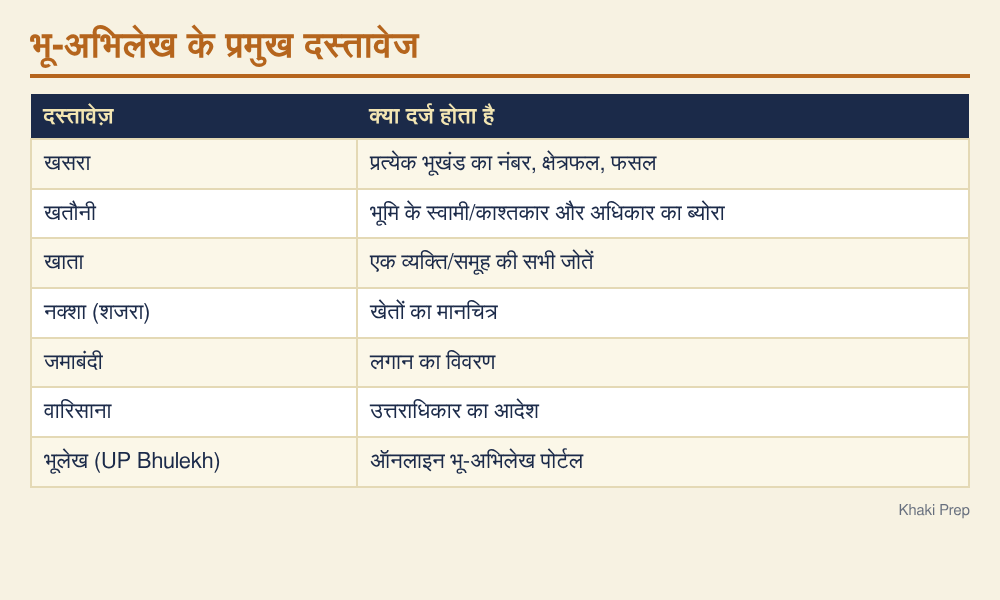 भू-अभिलेख के प्रमुख दस्तावेज
दस्तावेज़ क्या दर्ज होता है
खसरा प्रत्येक भूखंड का नंबर, क्षेत्रफल, फसल
खतौनी भूमि के स्वामी/काश्तकार और अधिकार का ब्योरा
खाता एक व्यक्ति/समूह की सभी जोतें
नक्शा (शजरा) खेतों का मानचित्र
जमाबंदी लगान का विवरण
वारिसाना उत्तराधिकार का आदेश
भूलेख (UP Bhulekh) ऑनलाइन भू-अभिलेख पोर्टल
Khaki Prep